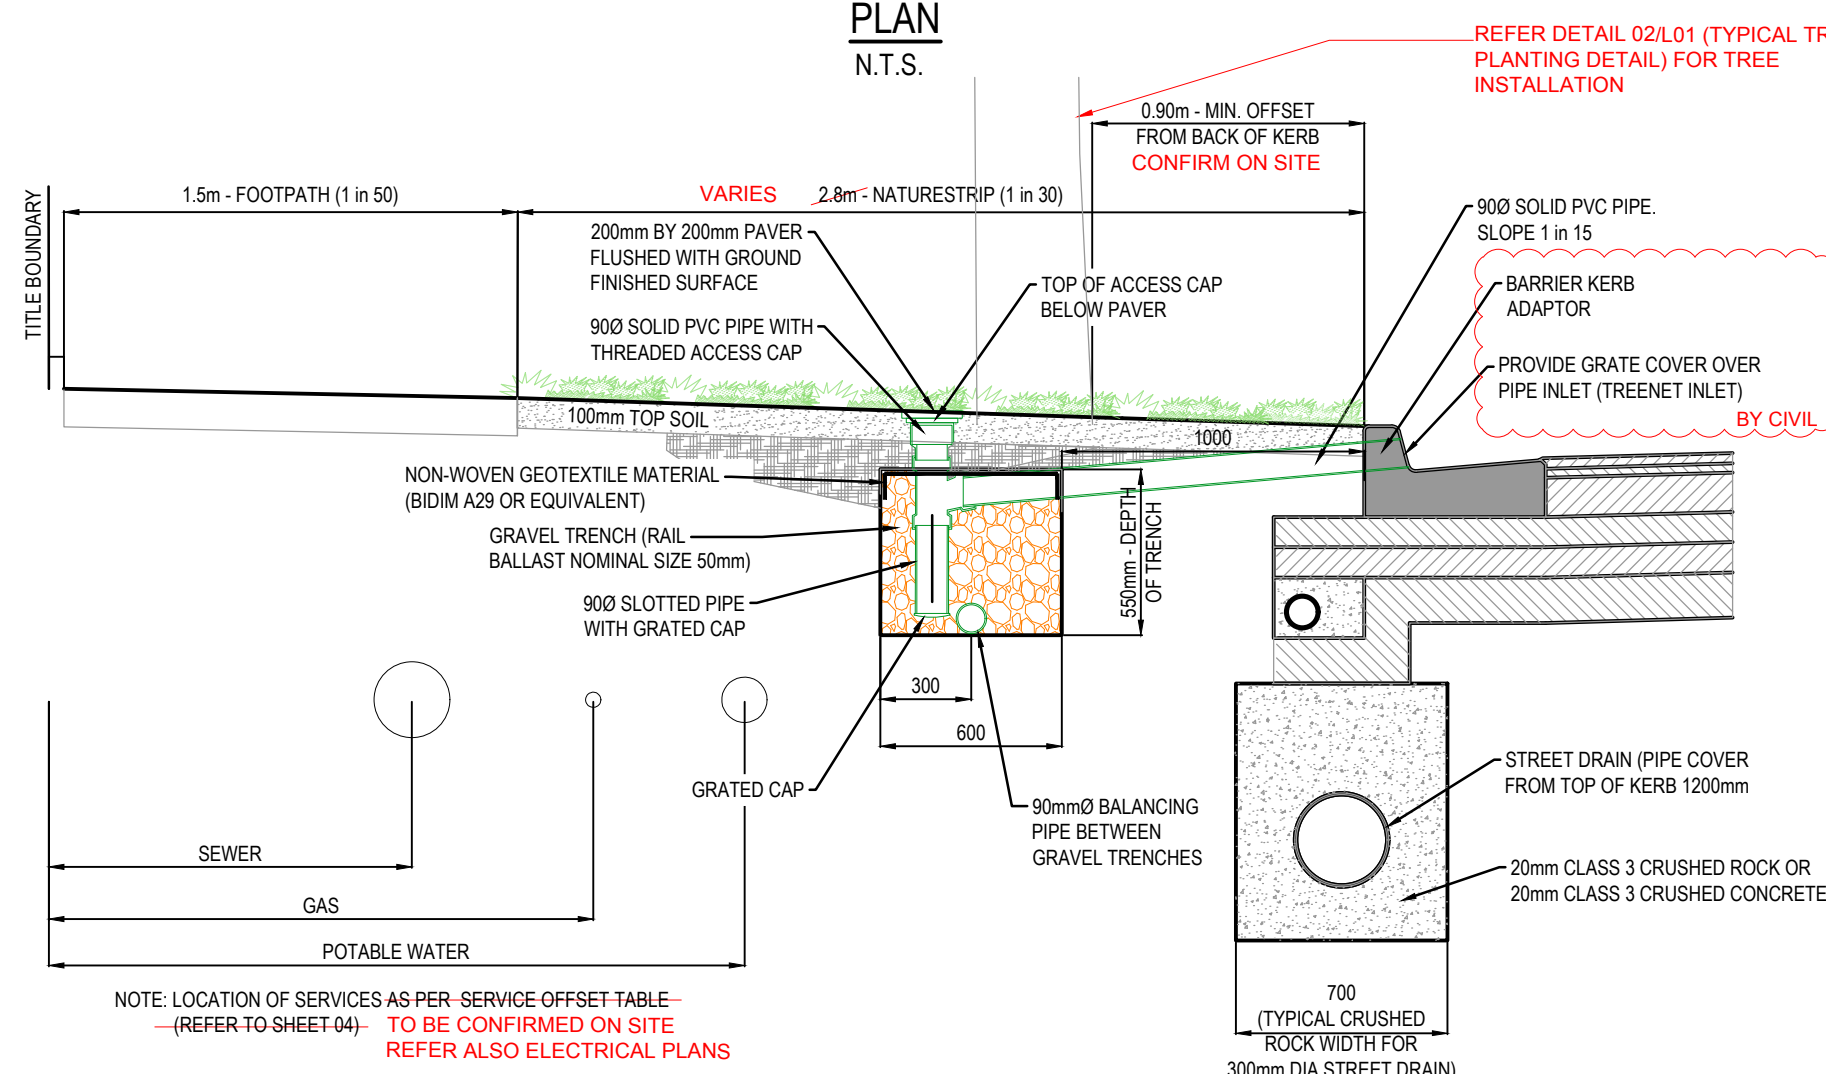 PLAN
N.T.S.
REFER DETAIL 02/L01 (TYPICAL
PLANTING DETAIL) FOR TREE
INSTALLATION
0.90m - MIN. OFFSET
FROM BACK OF KERB
CONFIRM ON SITE
TITLE BOUNDARY
1.5m - FOOTPATH (1 in 50)
VARIES
2.8m - NATURESTRIP (1 in 30)
200mm BY 200mm PAVER
FLUSHED WITH GROUND
FINISHED SURFACE
90Ø SOLID PVC PIPE.
SLOPE 1 in 15
TOP OF ACCESS CAP
BELOW PAVER
BARRIER KERB
ADAPTOR
90Ø SOLID PVC PIPE WITH
THREADED ACCESS CAP
PROVIDE GRATE COVER OVER
PIPE INLET (TREENET INLET)
BY CIVIL
100mm TOP SOIL
1000
NON-WOVEN GEOTEXTILE MATERIAL
(BIDIM A29 OR EQUIVALENT)
GRAVEL TRENCH (RAIL
BALLAST NOMINAL SIZE 50mm)
550mm - DEPTH
OF TRENCH
90Ø SLOTTED PIPE
WITH GRATED CAP
300
600
GRATED CAP
90mmØ BALANCING
PIPE BETWEEN
GRAVEL TRENCHES
STREET DRAIN (PIPE COVER
FROM TOP OF KERB 1200mm
20mm CLASS 3 CRUSHED ROCK OR
20mm CLASS 3 CRUSHED CONCRETE
SEWER
GAS
POTABLE WATER
NOTE: LOCATION OF SERVICES AS PER SERVICE OFFSET TABLE
(REFER TO SHEET 04) TO BE CONFIRMED ON SITE
REFER ALSO ELECTRICAL PLANS
700
(TYPICAL CRUSHED
ROCK WIDTH FOR
300mm DIA STREET DRAIN)